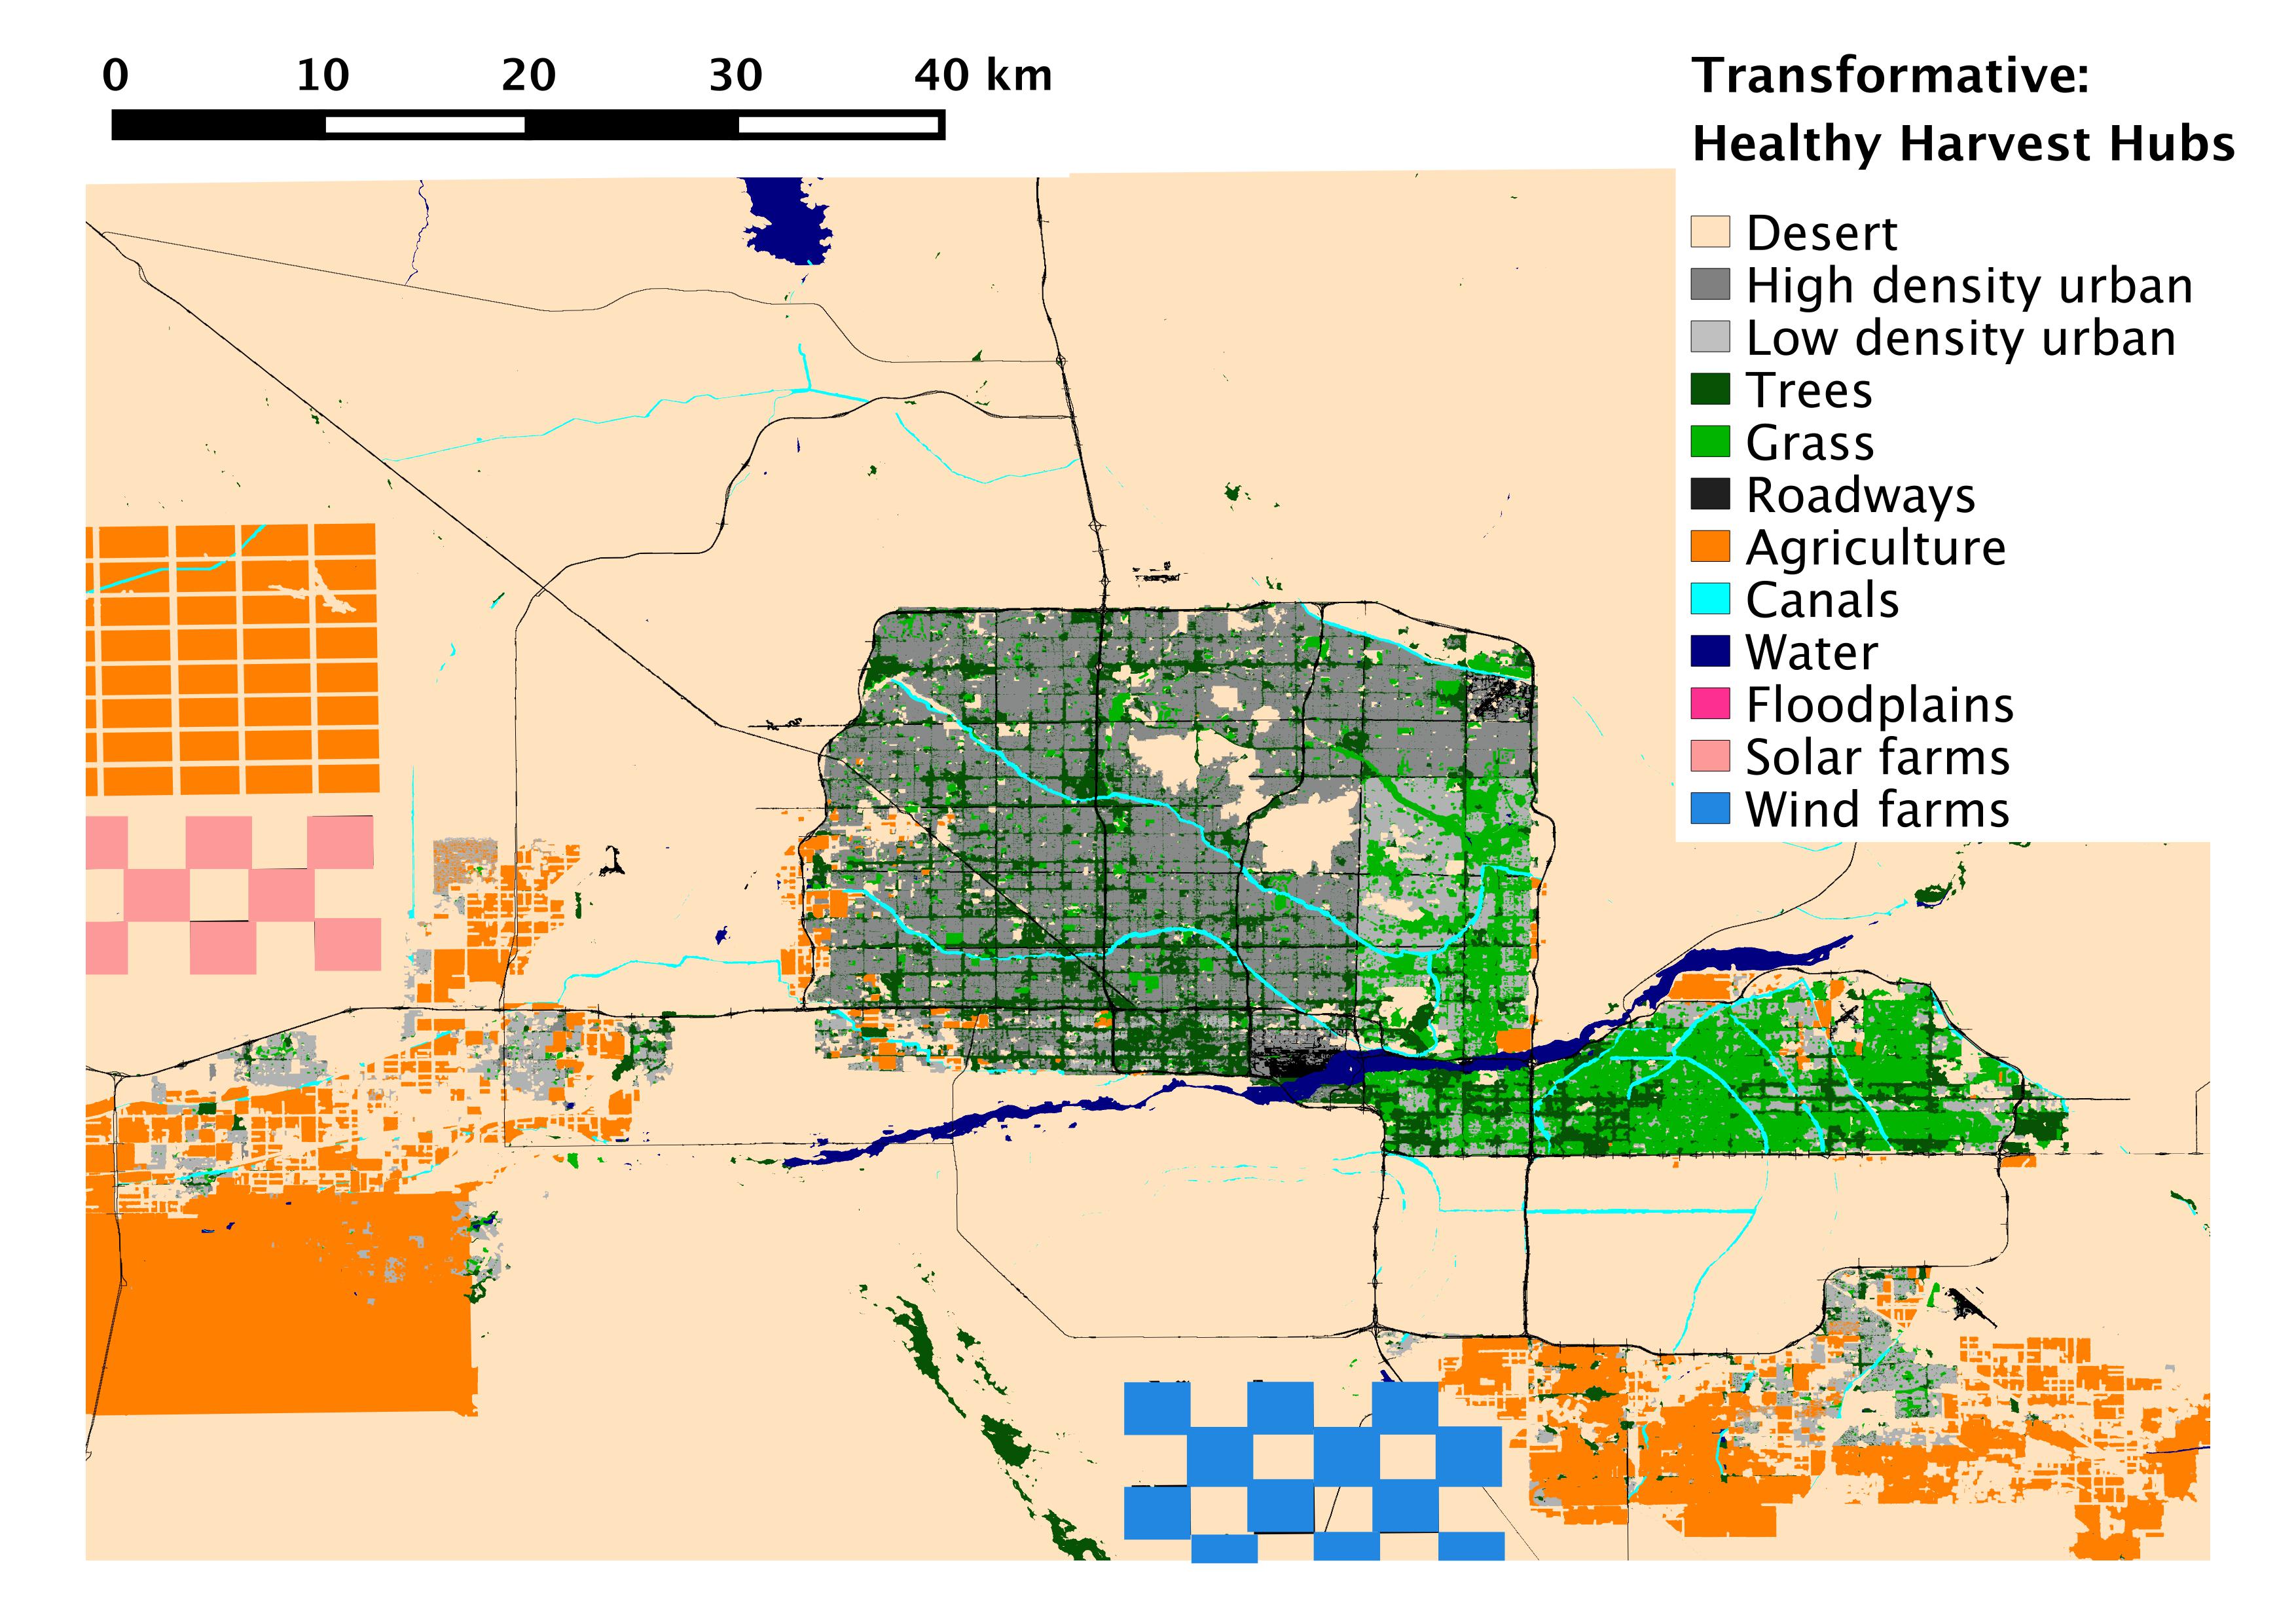 0 10 20 30 40 km
Transformative:
Healthy Harvest Hubs
Desert
High density urban
Low density urban
Trees
Grass
Roadways
Agriculture
Canals
Water
Floodplains
Solar farms
Wind farms